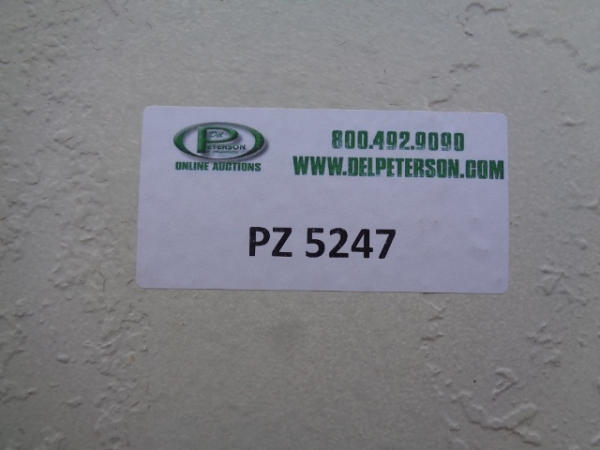 Del
PETERSON
ONLINE AUCTIONS
800.492.9090
WWW.DELPETERSON.COM
PZ 5247